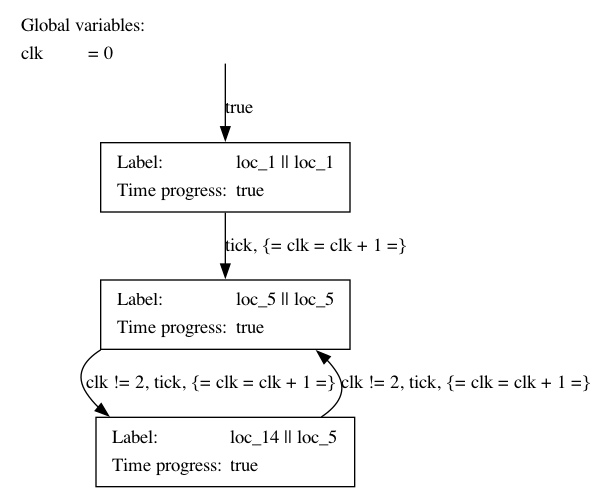 Global variables:
clk = 0
true
Label: loc_1 || loc_1
Time progress: true
tick, {= clk = clk + 1 =}
Label: loc_5 || loc_5
Time progress: true
clk != 2, tick, {= clk = clk + 1 =}
clk != 2, tick, {= clk = clk + 1 =}
Label: loc_14 || loc_5
Time progress: true